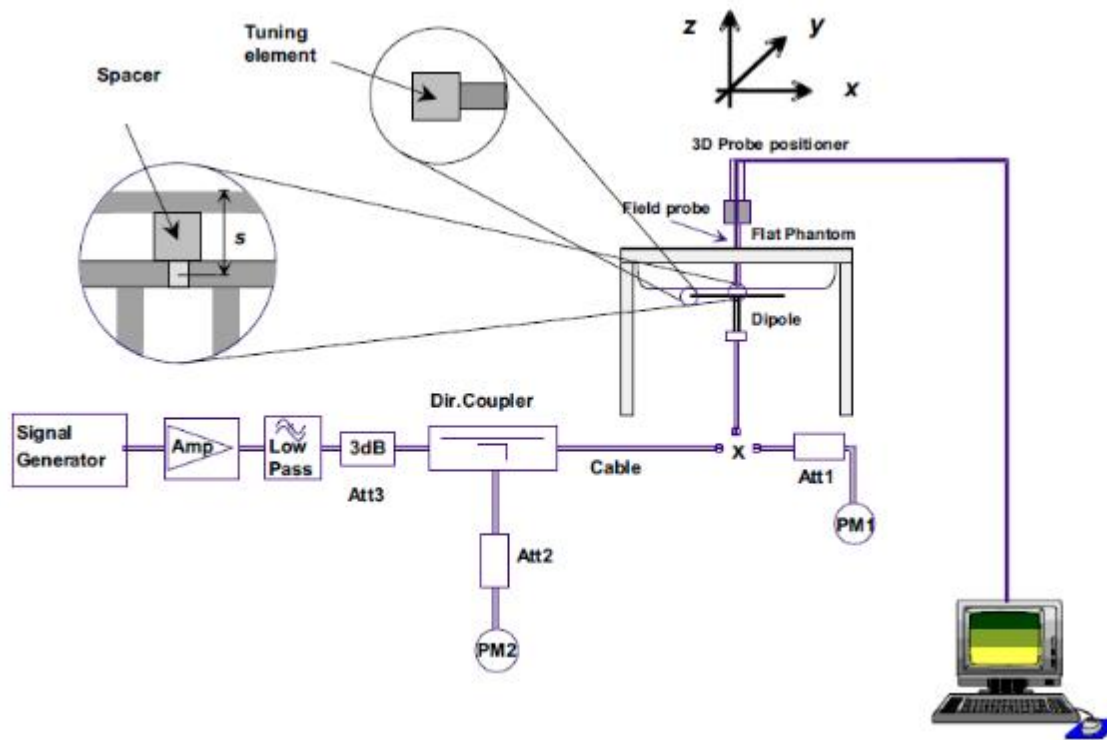 Tuning
element
Spacer
s
z
y
x
3D Probe positioner
Field probe
Flat Phantom
Dipole
Dir.Coupler
Signal
Generator
Amp
Low
Pass
3dB
Att3
Cable
X
Att1
PM1
Att2
PM2